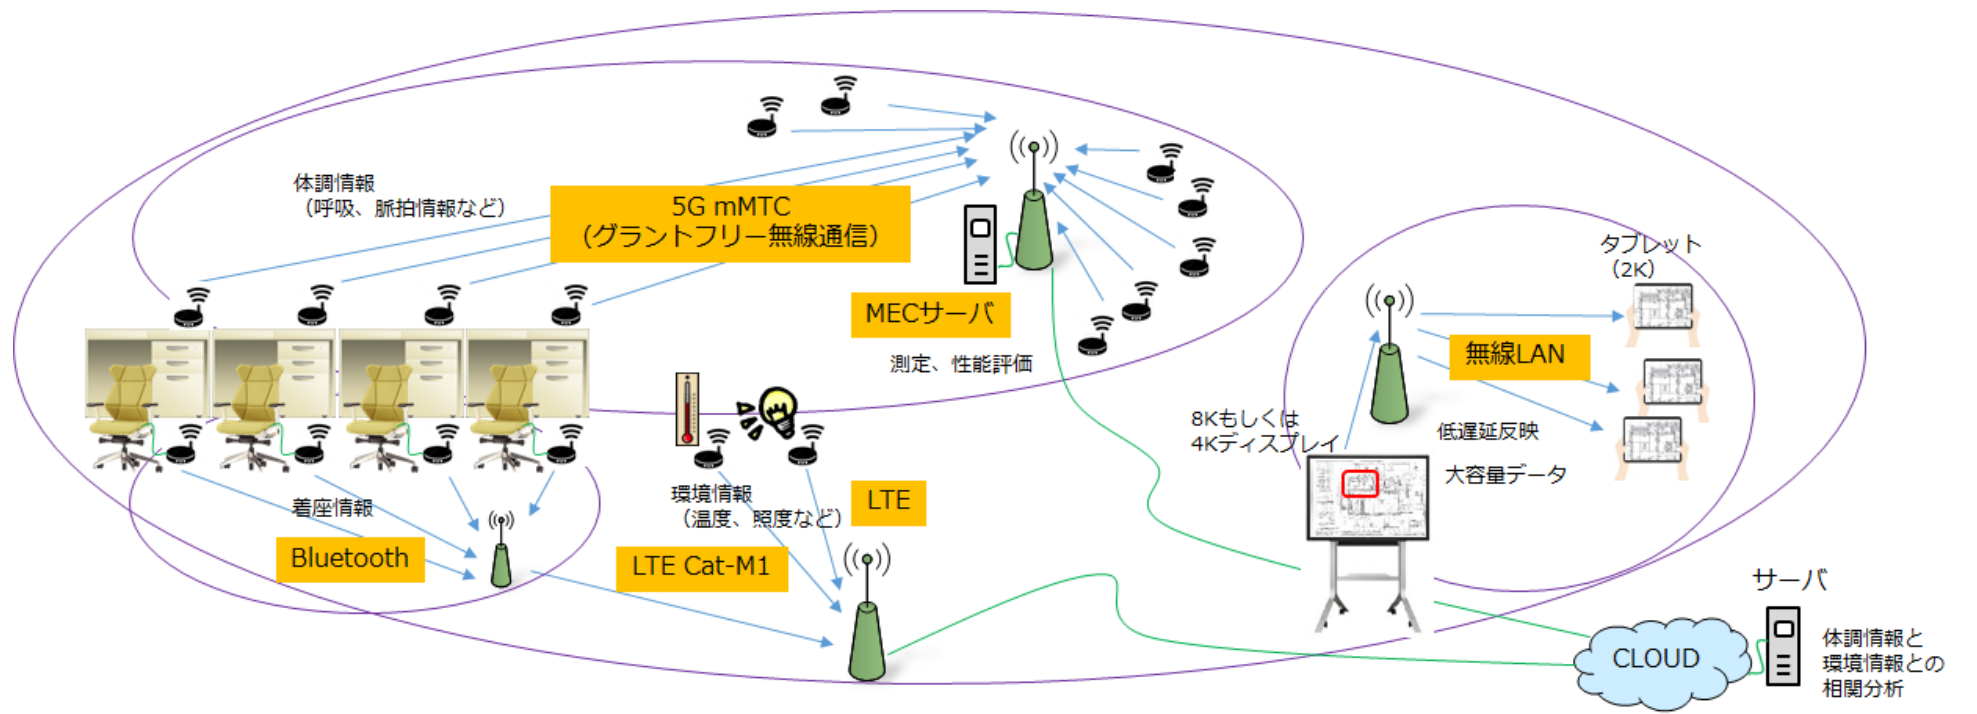 体調情報
（呼吸、脈拍情報など）
5G mMTC
（グラントフリー無線通信）
MECサーバ
測定、性能評価
タブレット
（2K）
無線LAN
8Kもしくは
4Kディスプレイ
低遅延反映
大容量データ
着座情報
Bluetooth
環境情報
（温度、照度など）
LTE
LTE Cat-M1
サーバ
CLOUD
体調情報と
環境情報との
相関分析